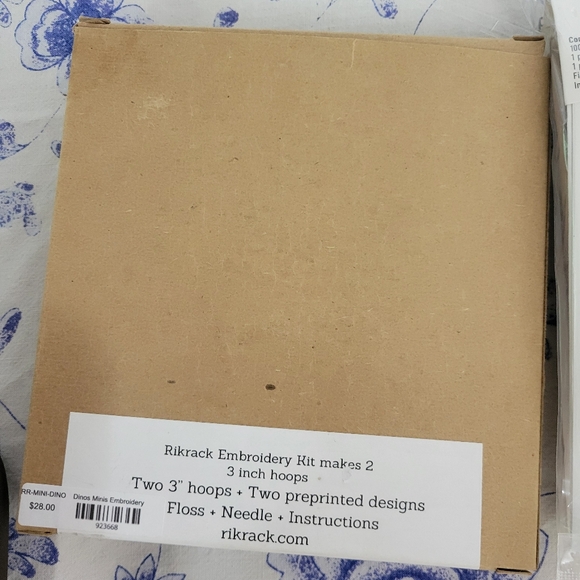 Rikrack Embroidery Kit makes 2
3 inch hoops
Two 3" hoops + Two preprinted designs
Floss + Needle + Instructions
rikrack.com
RR-MINI-DINO
$28.00
Dinos Minis Embroidery
923668